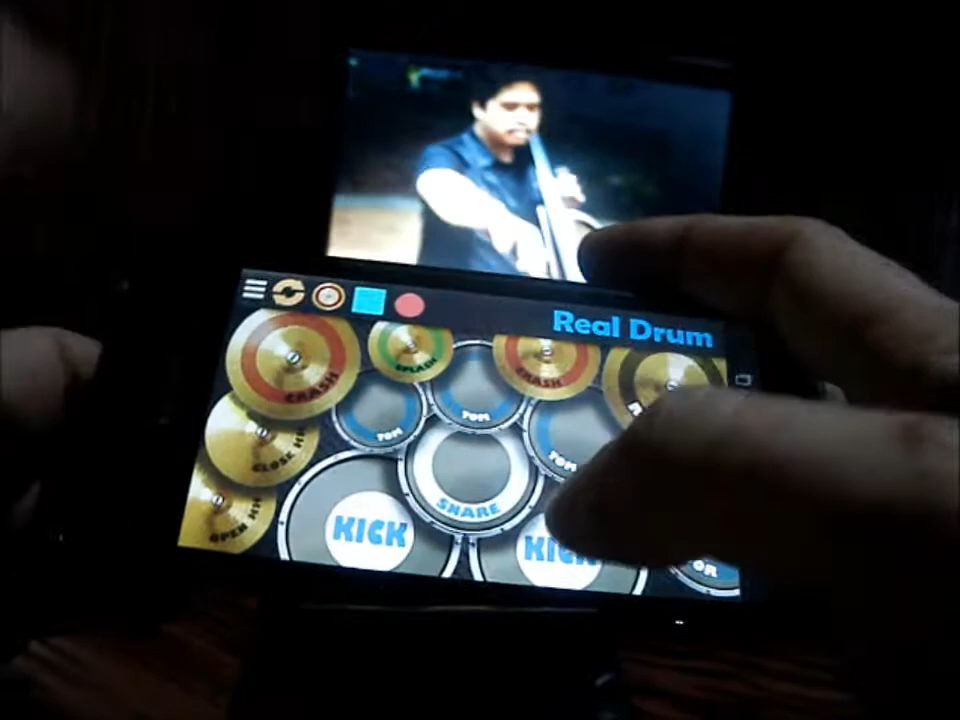 Real Drum
CRASH
SPLASH
CRASH
TOM
TOM
TOM
CLOSE HH
OPEN HH
SNARE
KICK
KICK